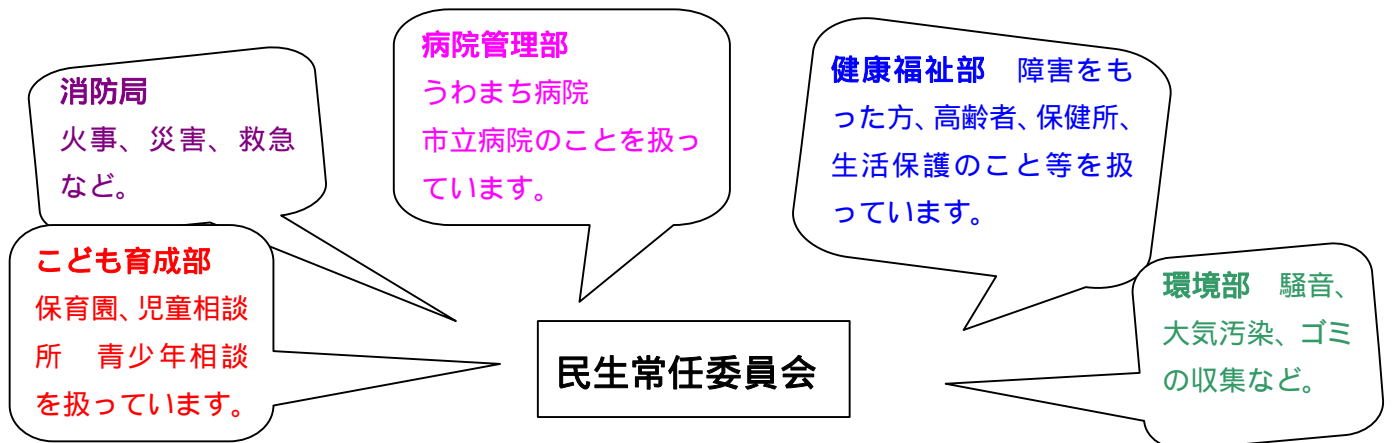 消防局
火事、災害、救急
など。
病院管理部
うわまち病院
市立病院のことを扱っ
ています。
健康福祉部　障害をも
った方、高齢者、保健所、
生活保護のこと等を扱
っています。
こども育成部
保育園、児童相談
所　青少年相談
を扱っています。
環境部　騒音、
大気汚染、ゴミ
の収集など。
民生常任委員会